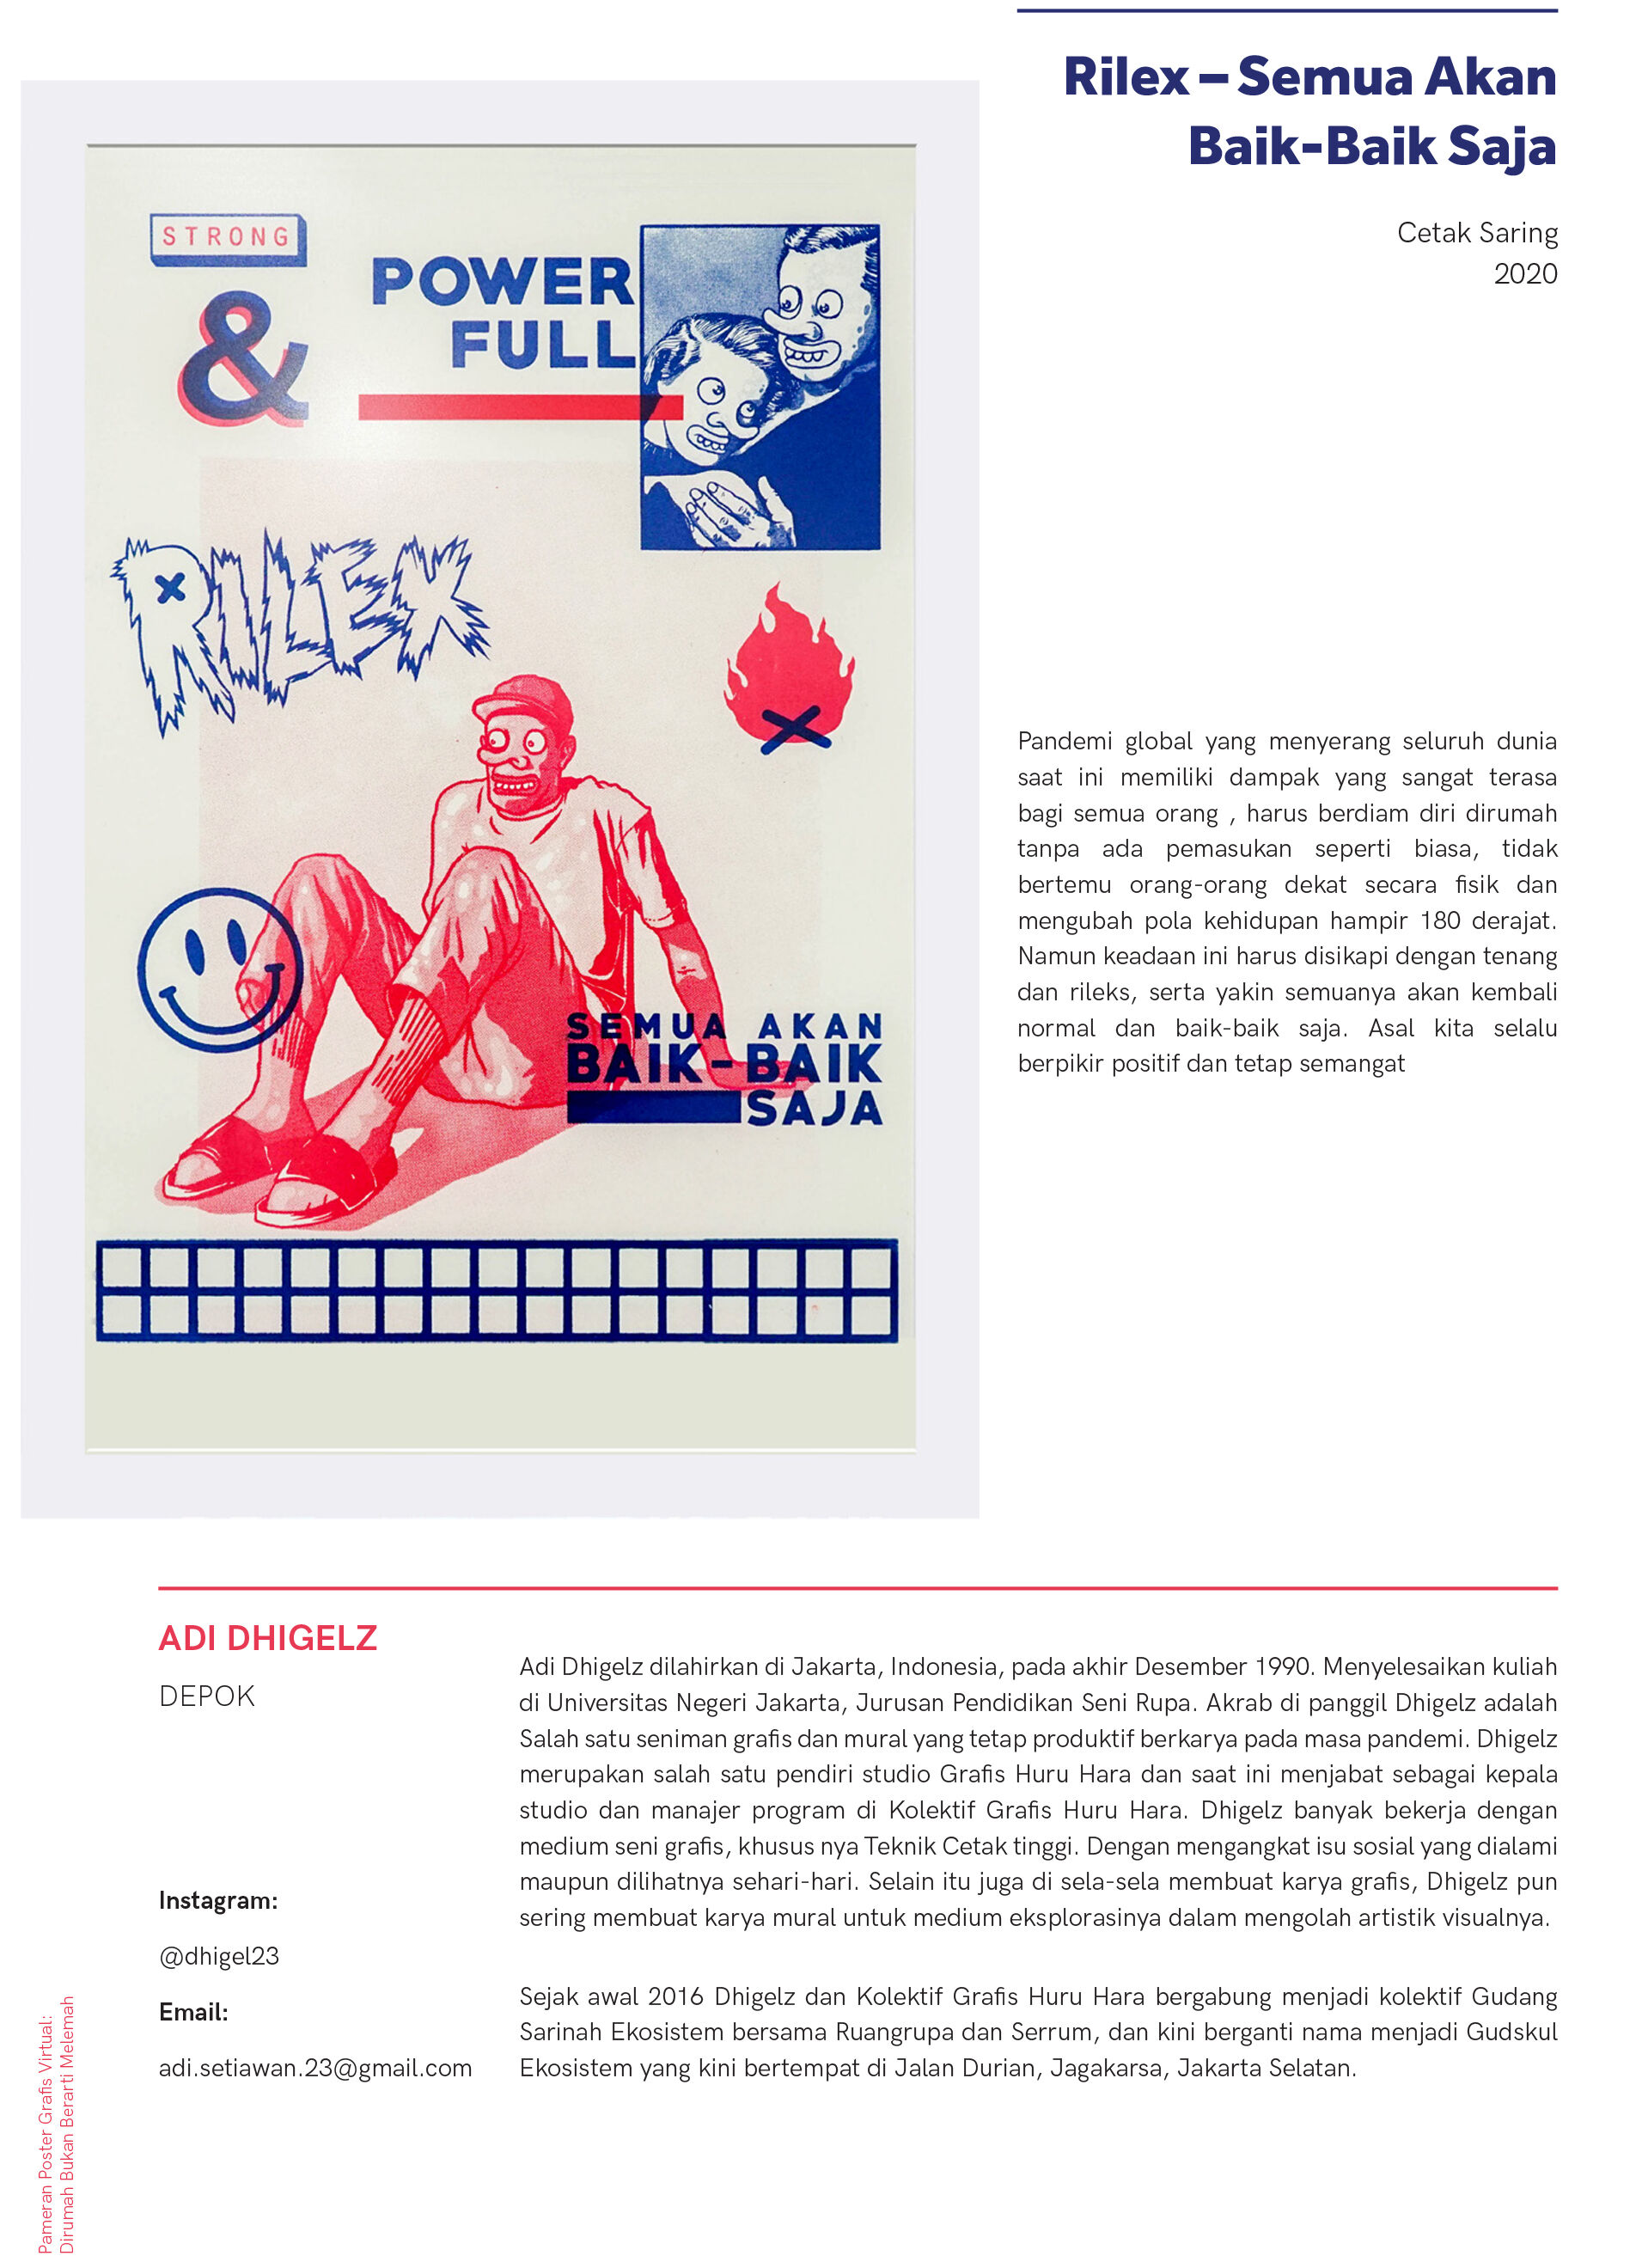 Rilex – Semua Akan
Baik-Baik Saja
Cetak Saring
2020
STRONG
&
POWER
FULL
RILEX
SEMUA AKAN
BAIK-BAIK
SAJA
Pandemi global yang menyerang seluruh dunia
saat ini memiliki dampak yang sangat terasa
bagi semua orang , harus berdiam diri dirumah
tanpa ada pemasukan seperti biasa, tidak
bertemu orang-orang dekat secara fisik dan
mengubah pola kehidupan hampir 180 derajat.
Namun keadaan ini harus disikapi dengan tenang
dan rileks, serta yakin semuanya akan kembali
normal dan baik-baik saja. Asal kita selalu
berpikir positif dan tetap semangat
ADI DHIGELZ
DEPOK
Instagram:
@dhigel23
Email:
adi.setiawan.23@gmail.com
Adi Dhigelz dilahirkan di Jakarta, Indonesia, pada akhir Desember 1990. Menyelesaikan kuliah
di Universitas Negeri Jakarta, Jurusan Pendidikan Seni Rupa. Akrab di panggil Dhigelz adalah
Salah satu seniman grafis dan mural yang tetap produktif berkarya pada masa pandemi. Dhigelz
merupakan salah satu pendiri studio Grafis Huru Hara dan saat ini menjabat sebagai kepala
studio dan manajer program di Kolektif Grafis Huru Hara. Dhigelz banyak bekerja dengan
medium seni grafis, khusus nya Teknik Cetak tinggi. Dengan mengangkat isu sosial yang dialami
maupun dilihatnya sehari-hari. Selain itu juga di sela-sela membuat karya grafis, Dhigelz pun
sering membuat karya mural untuk medium eksplorasinya dalam mengolah artistik visualnya.
Sejak awal 2016 Dhigelz dan Kolektif Grafis Huru Hara bergabung menjadi kolektif Gudang
Sarinah Ekosistem bersama Ruangrupa dan Serrum, dan kini berganti nama menjadi Gudskul
Ekosistem yang kini bertempat di Jalan Durian, Jagakarsa, Jakarta Selatan.
Pameran Poster Grafis Virtual:
Dirumah Bukan Berarti Melemah